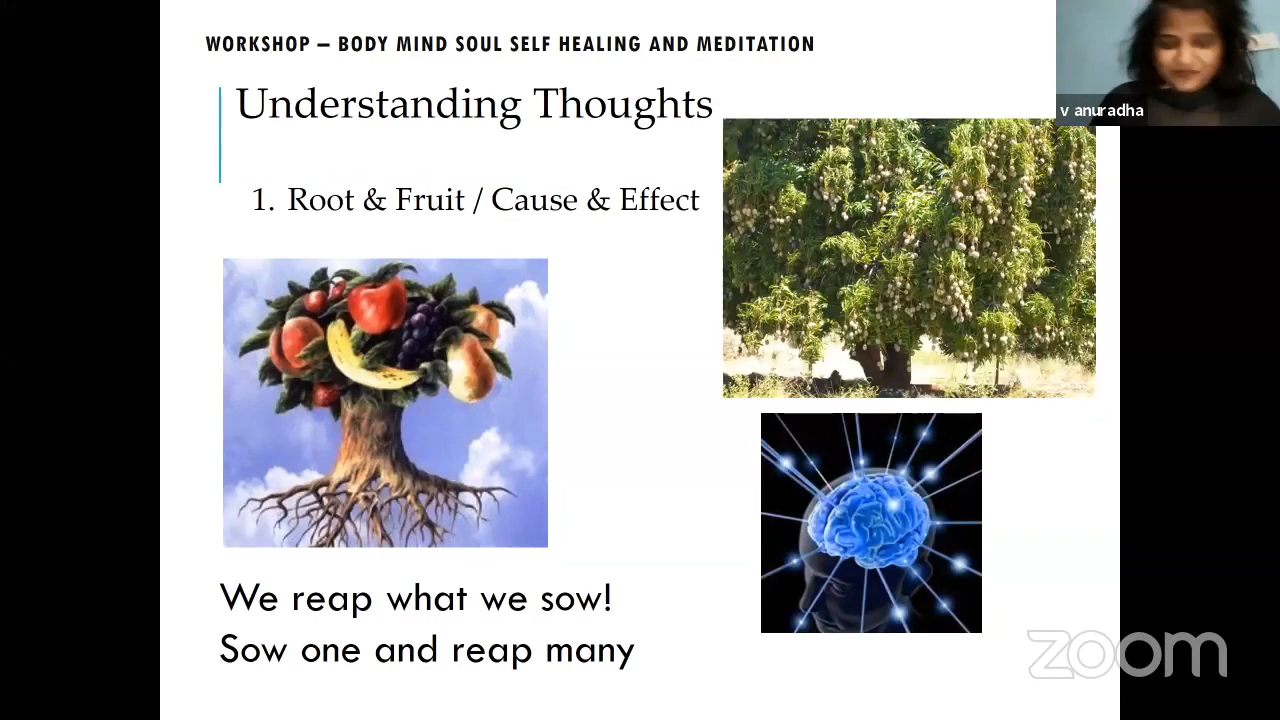 WORKSHOP – BODY MIND SOUL SELF HEALING AND MEDITATION
Understanding Thoughts
v anuradha
1. Root & Fruit / Cause & Effect
We reap what we sow!
Sow one and reap many
zoom